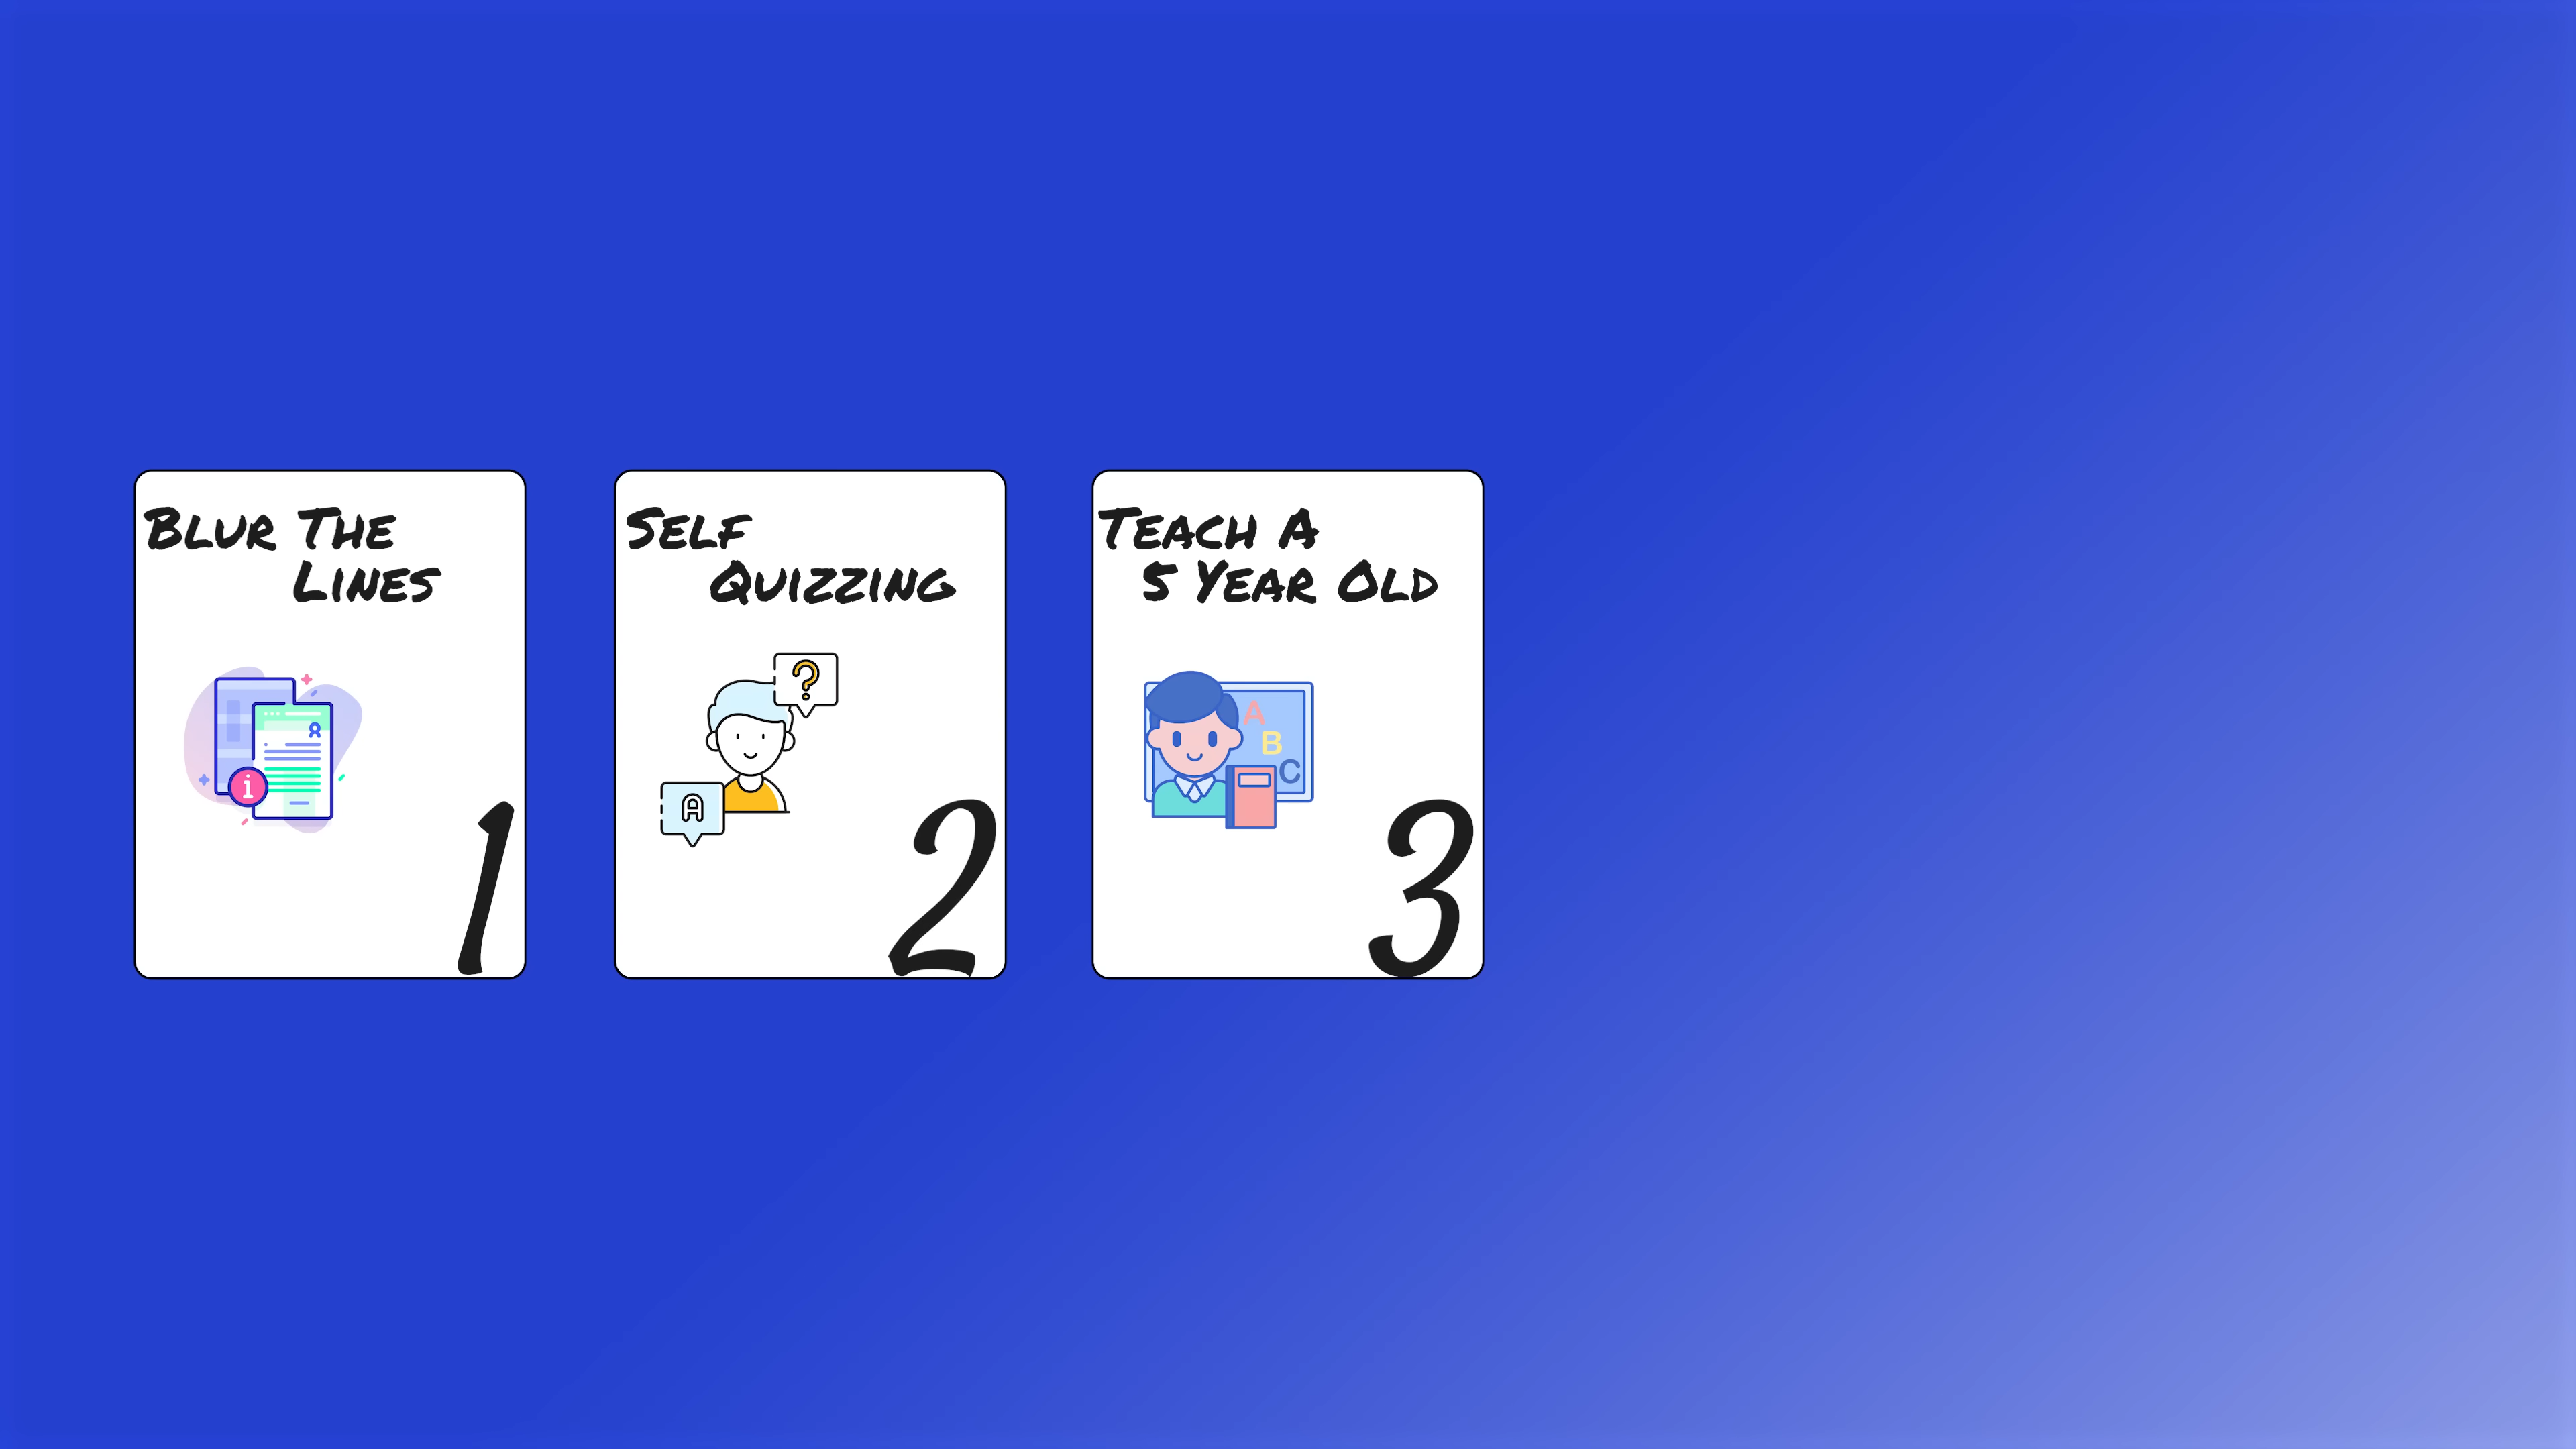 Blur The
Lines
1
Self
Quizzing
?
A
2
Teach A
5 Year Old
A
B
C
i
3